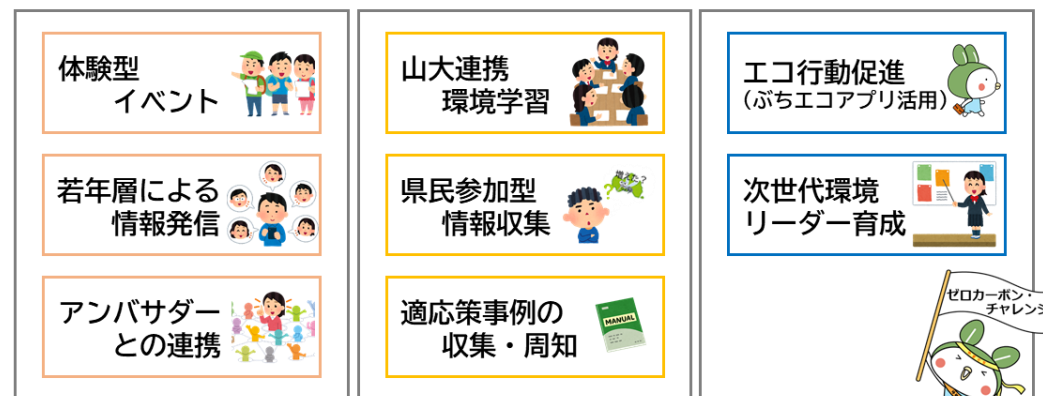 体験型
イベント
若年層による
情報発信
アンバサダー
との連携
山大連携
環境学習
県民参加型
情報収集
適応策事例の
収集・周知
MANUAL
エコ行動促進
(ぶちエコアプリ活用)
次世代環境
リーダー育成
ゼロカーボン・
チャレンジ